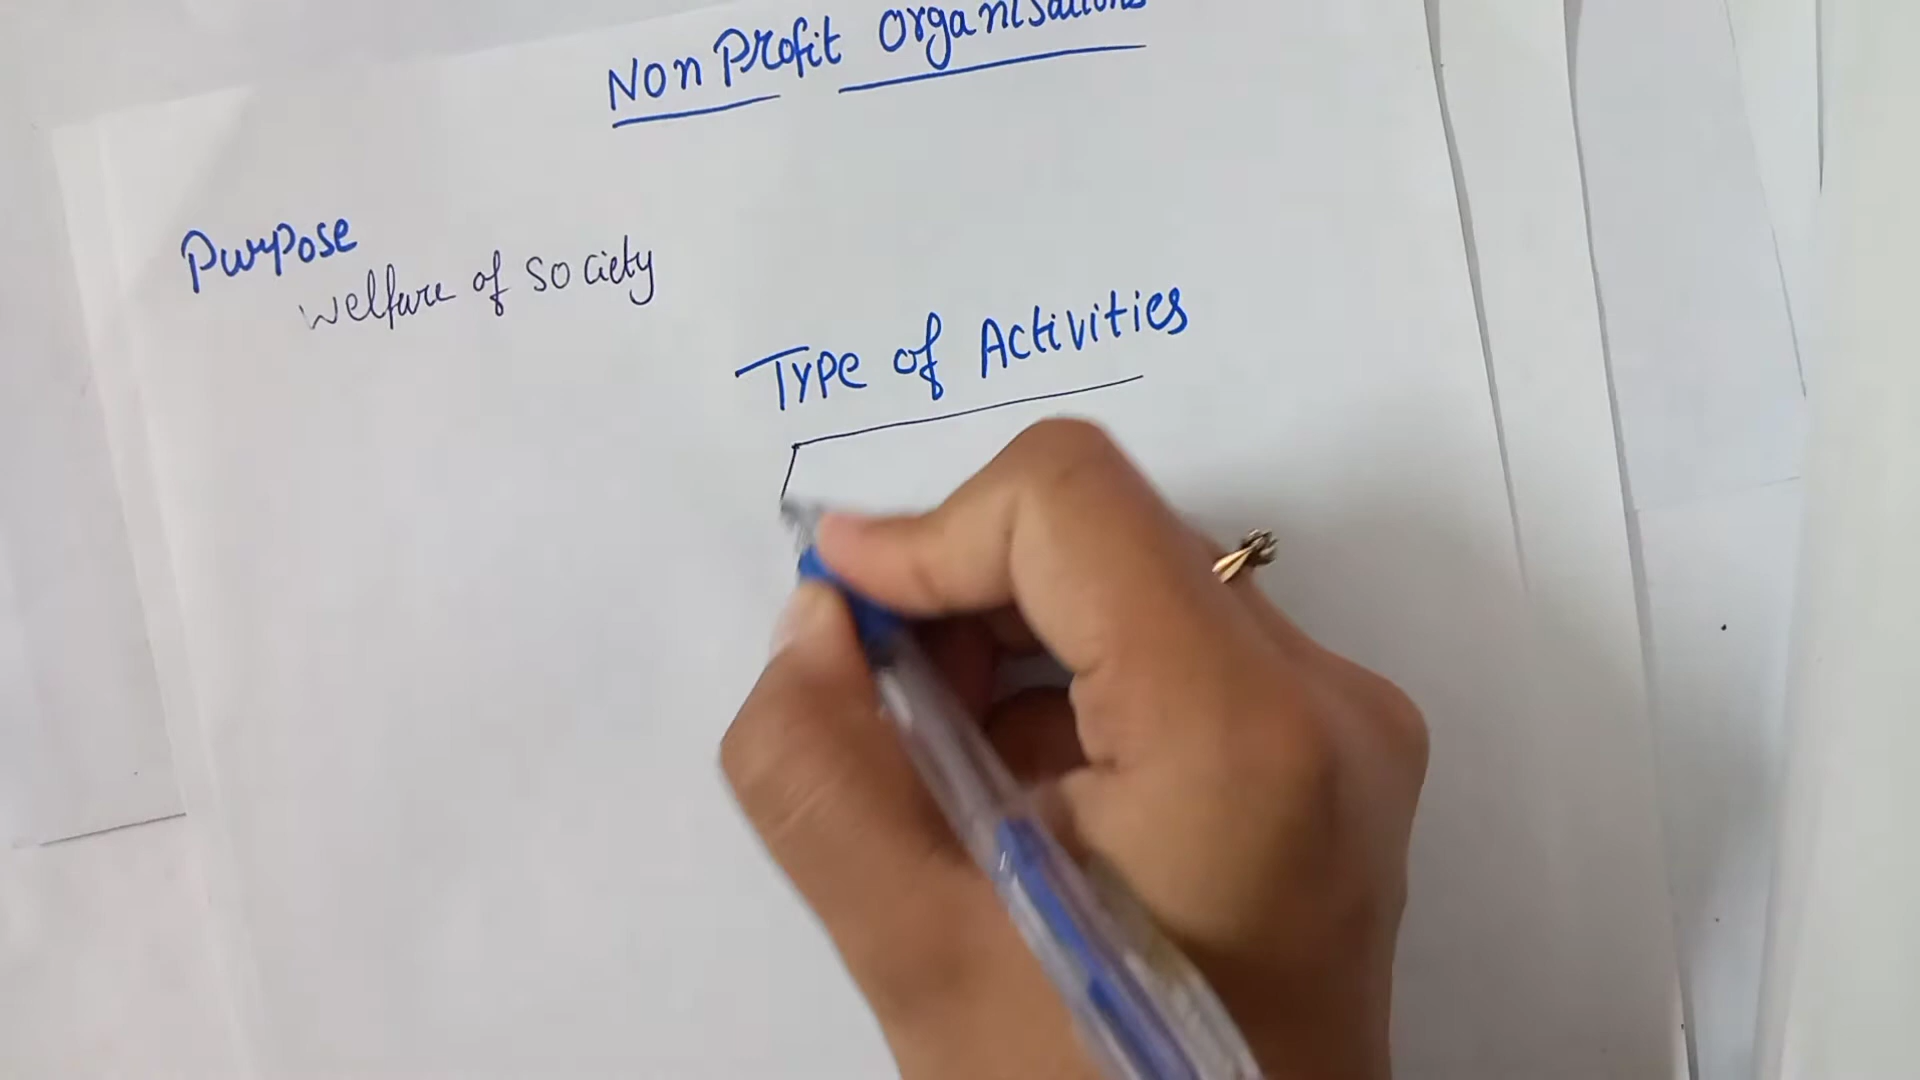 Non Profit Organisations
Purpose
welfare of society
Type of Activities